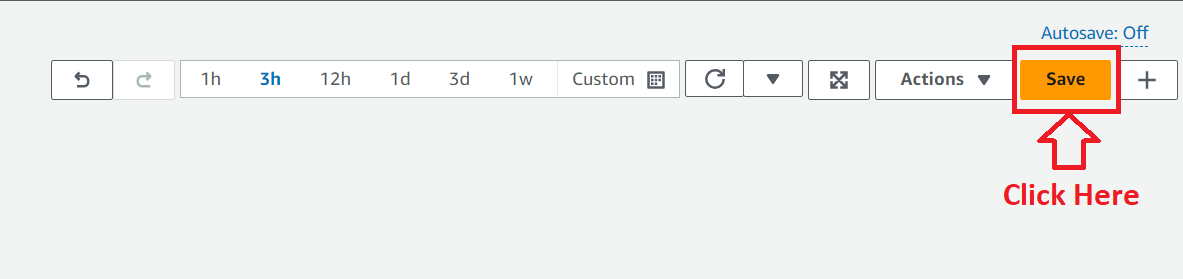 Autosave: Off
1h 3h 12h 1d 3d 1w Custom Actions Save
Click Here